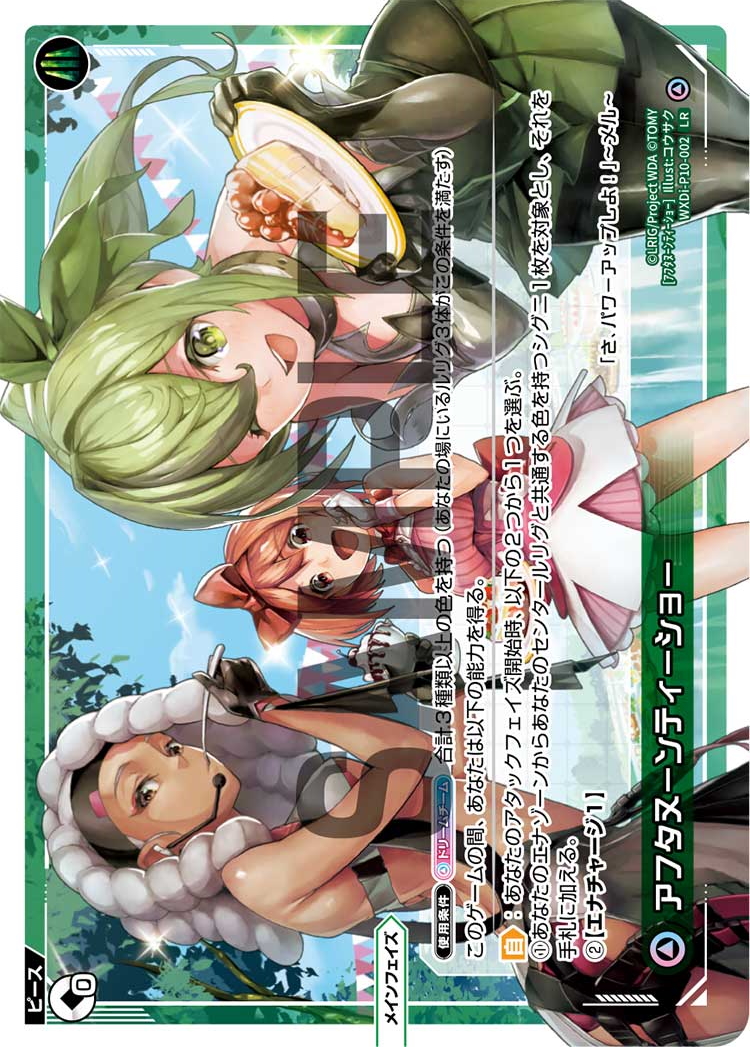 ピース
0
メインフェイズ
SAMPLE
使用条件 ドリームチーム 合計３種類以上の色を持つ（あなたの場にいるルリグ３体がこの条件を満たす）
このゲームの間、あなたは以下の能力を得る。
自：あなたのアタックフェイズ開始時、以下の２つから１つを選ぶ。
①あなたのエナゾーンからあなたのセンタールリグと共通する色を持つシグニ１枚を対象とし、それを
手札に加える。
②【エナチャージ１】
「さ、パワーアップしよ！」～メル～
アフタヌーンティーショー
©LRIG/Project WDA ©TOMY
[アフタヌーンティーショー] Illust:コウサク
WXDi-P10-002 LR